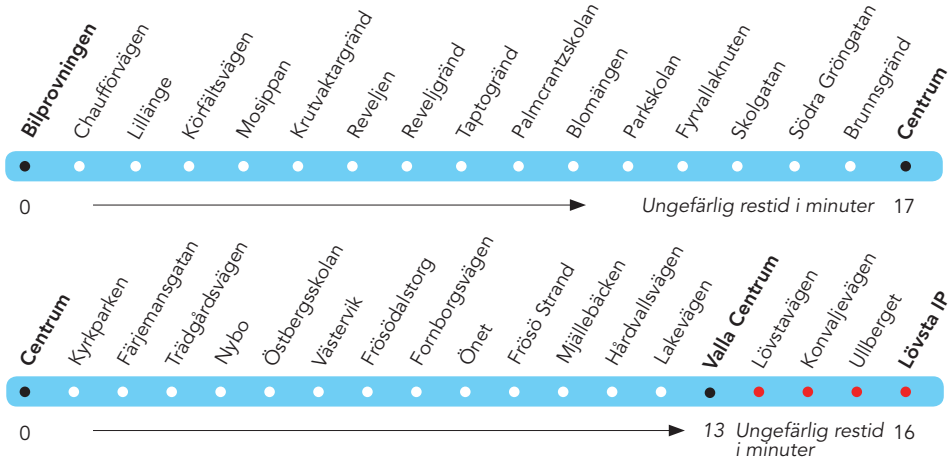 Bilprovningen
Chaufförvägen
Lillänge
Körfältsvägen
Mosippan
Krutvaktargränd
Reveljen
Reveljgränd
Taptogränd
Palmcrantzskolan
Blomängen
Parkskolan
Fyrvallaknuten
Skolgatan
Södra Gröngatan
Brunnsgränd
Centrum
0
Ungefärlig restid i minuter
17
Centrum
Kyrkparken
Färjemansgatan
Trädgårdsvägen
Nybo
Östbergsskolan
Västervik
Frösödalstorg
Fornborgsvägen
Önet
Frösö Strand
Mjällebäcken
Hårdvallsvägen
Lakevägen
Valla Centrum
Lövstavägen
Konvaljevägen
Ullberget
Lövsta IP
0
13
Ungefärlig restid
i minuter
16